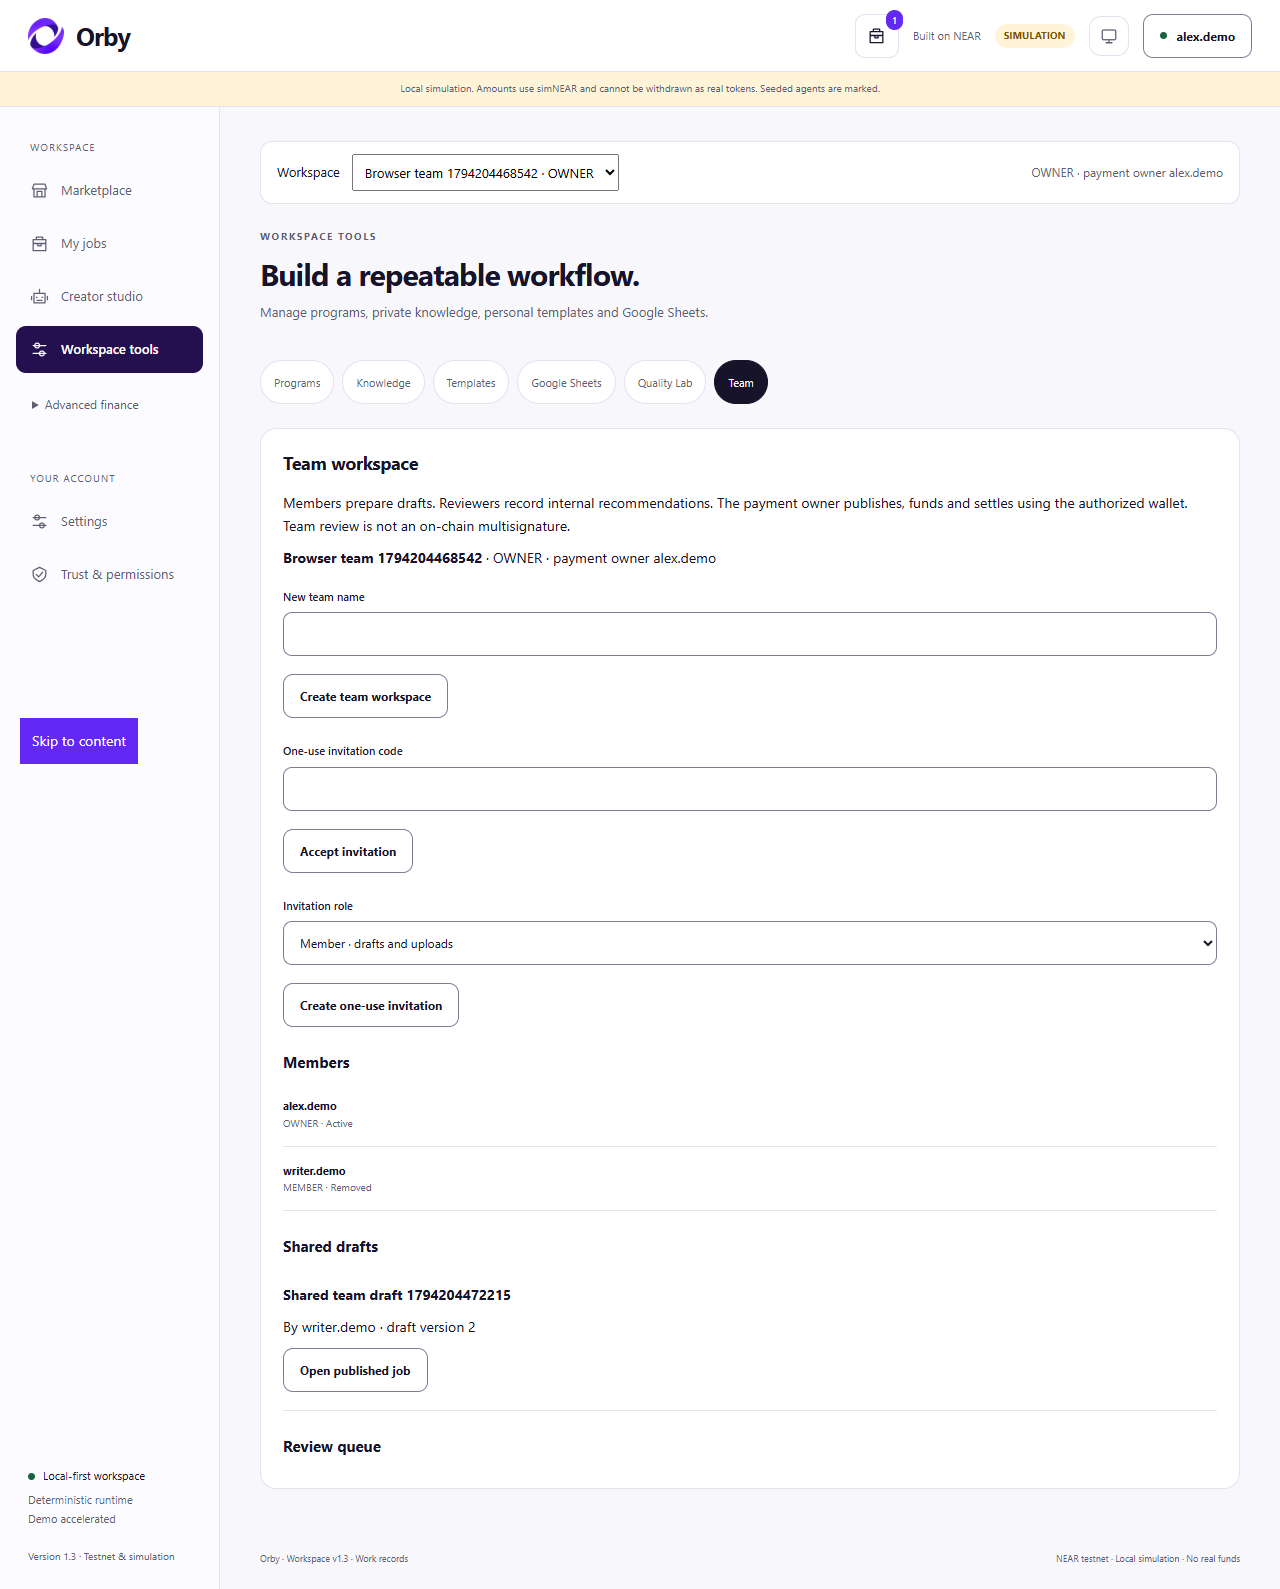 Orby
1
Built on NEAR
SIMULATION
alex.demo
Local simulation. Amounts use simNEAR and cannot be withdrawn as real tokens. Seeded agents are marked.
WORKSPACE
Marketplace
My jobs
Creator studio
Workspace tools
Advanced finance
YOUR ACCOUNT
Settings
Trust & permissions
Skip to content
Local-first workspace
Deterministic runtime
Demo accelerated
Version 1.3 · Testnet & simulation
Workspace
Browser team 1794204468542 · OWNER
OWNER · payment owner alex.demo
WORKSPACE TOOLS
Build a repeatable workflow.
Manage programs, private knowledge, personal templates and Google Sheets.
Programs
Knowledge
Templates
Google Sheets
Quality Lab
Team
Team workspace
Members prepare drafts. Reviewers record internal recommendations. The payment owner publishes, funds and settles using the authorized wallet.
Team review is not an on-chain multisignature.
Browser team 1794204468542 · OWNER · payment owner alex.demo
New team name
Create team workspace
One-use invitation code
Accept invitation
Invitation role
Member · drafts and uploads
Create one-use invitation
Members
alex.demo
OWNER · Active
writer.demo
MEMBER · Removed
Shared drafts
Shared team draft 1794204472215
By writer.demo · draft version 2
Open published job
Review queue
Orby · Workspace v1.3 · Work records
NEAR testnet · Local simulation · No real funds